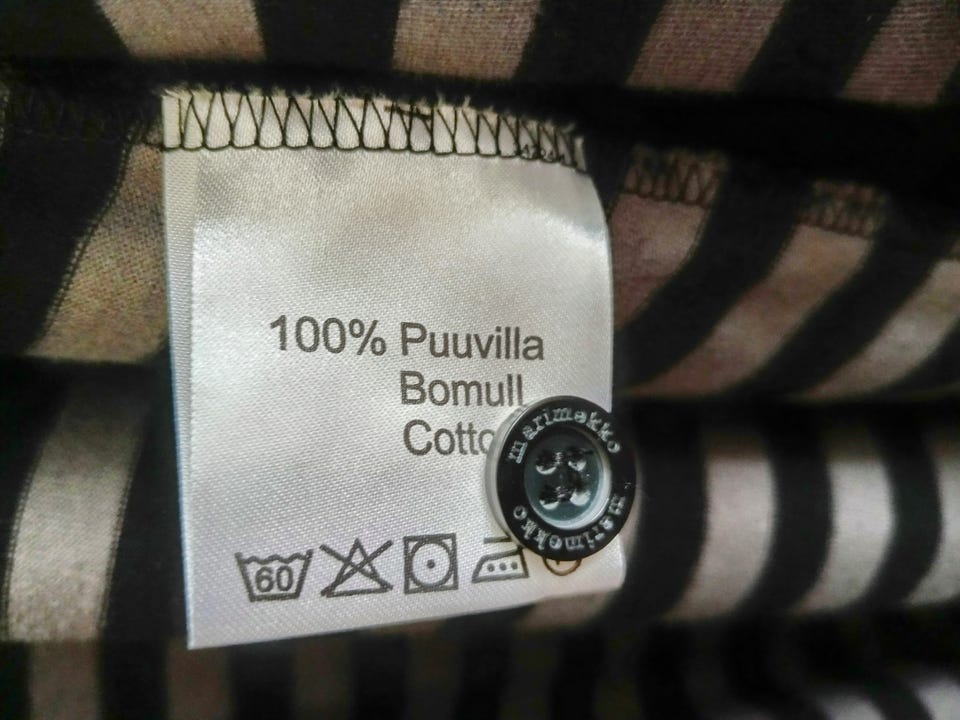 100% Puuvilla
Bomull
Cotto
marimekko
marimekko
60